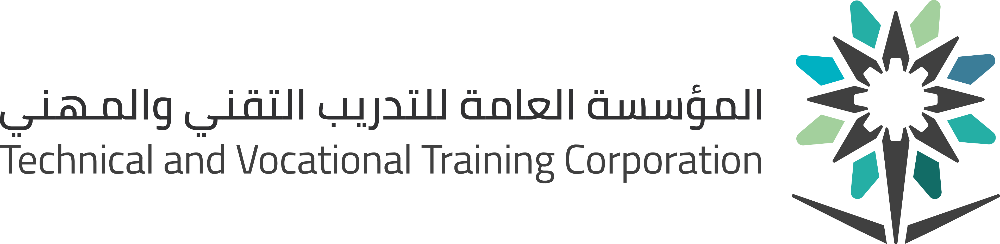 المؤسسة العامة للتدريب التقني والمهني
Technical and Vocational Training Corporation